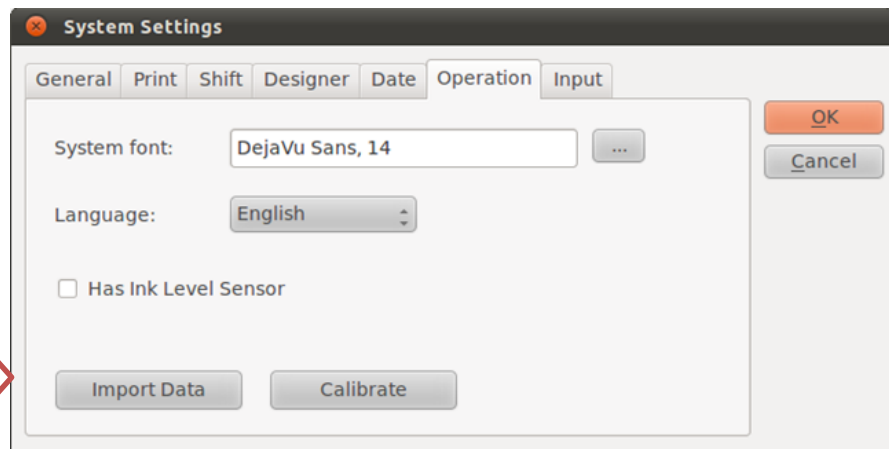 System Settings
General Print Shift Designer Date Operation Input
System font: DejaVu Sans, 14 ...
OK
Cancel
Language: English
Has Ink Level Sensor
Import Data Calibrate